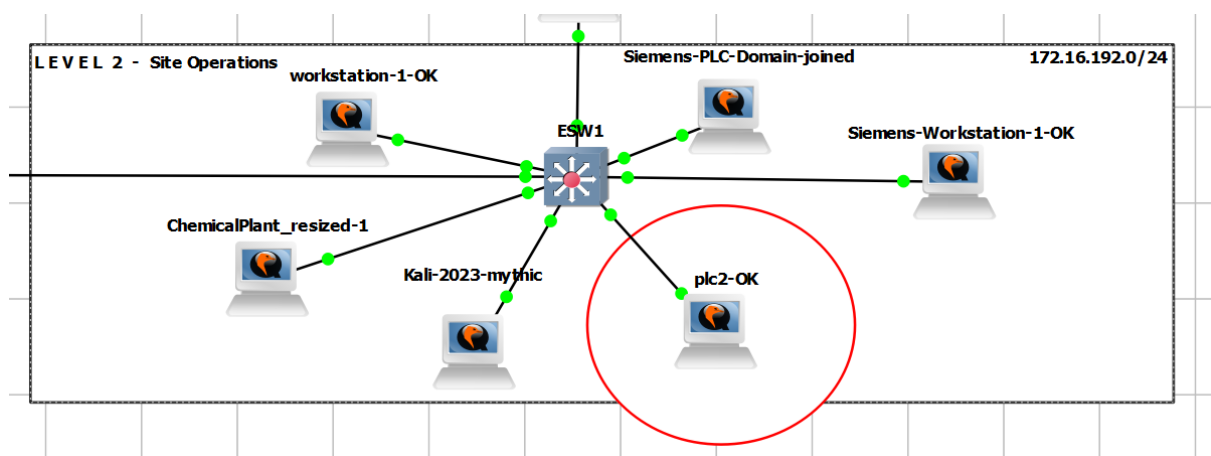 LEVEL 2 - Site Operations
Siemens-PLC-Domain-joined
172.16.192.0/24
workstation-1-OK
ESW1
Siemens-Workstation-1-OK
ChemicalPlant_resized-1
Kali-2023-mythic
plc2-OK